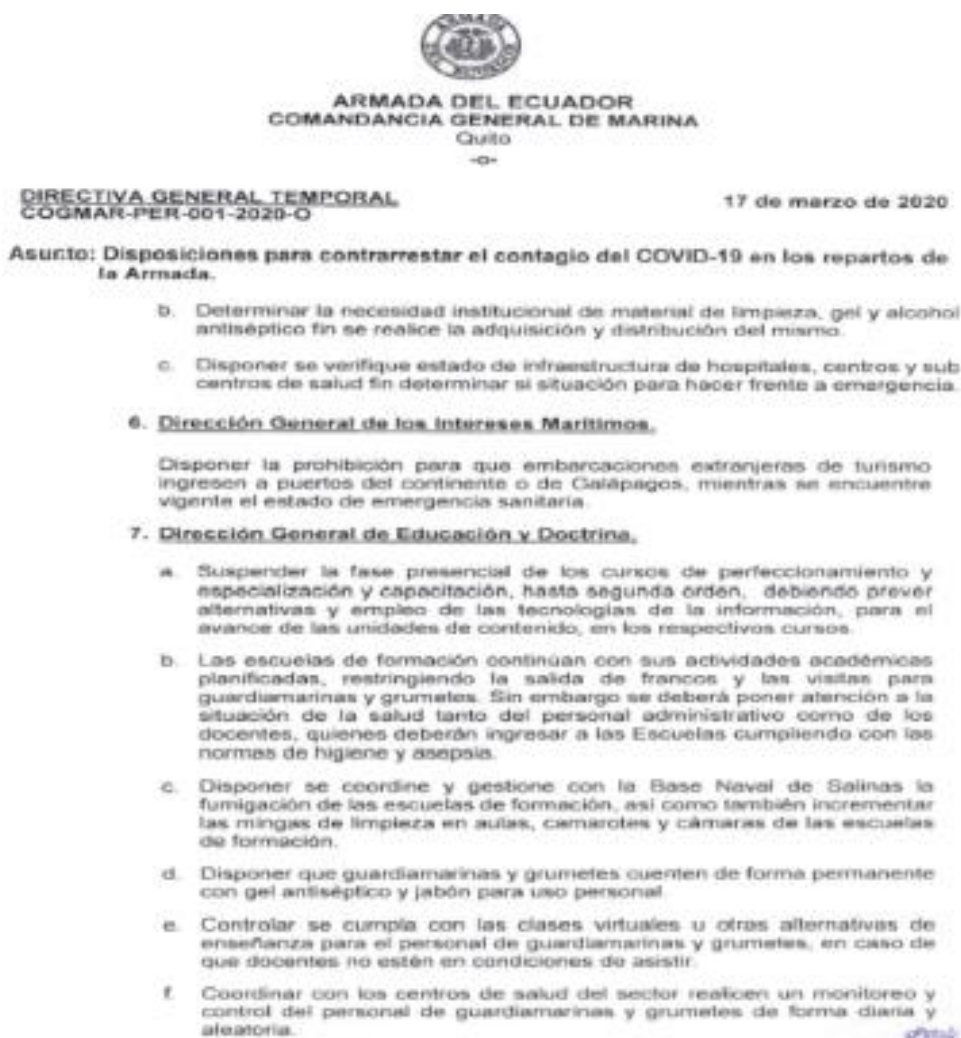 ARMADA
DEL ECUADOR
ARMADA DEL ECUADOR
COMANDANCIA GENERAL DE MARINA
Quito
-o-
DIRECTIVA GENERAL TEMPORAL 17 de marzo de 2020
COGMAR-PER-001-2020-O
Asunto: Disposiciones para contrarrestar el contagio del COVID-19 en los repartos de
la Armada.
b. Determinar la necesidad institucional de material de limpieza, gel y alcohol
antiséptico fin se realice la adquisición y distribución del mismo.
c. Disponer se verifique estado de infraestructura de hospitales, centros y sub
centros de salud fin determinar si situación para hacer frente a emergencia.
6. Dirección General de los Intereses Marítimos.
Disponer la prohibición para que embarcaciones extranjeras de turismo
ingresen a puertos del continente o de Galápagos, mientras se encuentre
vigente el estado de emergencia sanitaria.
7. Dirección General de Educación y Doctrina.
a. Suspender la fase presencial de los cursos de perfeccionamiento y
especialización y capacitación, hasta segunda orden, debiendo prever
alternativas y empleo de las tecnologías de la información, para el
avance de las unidades de contenido, en los respectivos cursos.
b. Las escuelas de formación continúan con sus actividades académicas
planificadas, restringiendo la salida de francos y las visitas para
guardiamarinas y grumetes. Sin embargo se deberá poner atención a la
situación de la salud tanto del personal administrativo como de los
docentes, quienes deberán ingresar a las Escuelas cumpliendo con las
normas de higiene y asepsia.
c. Disponer se coordine y gestione con la Base Naval de Salinas la
fumigación de las escuelas de formación, así como también incrementar
las mingas de limpieza en aulas, camarotes y cámaras de las escuelas
de formación.
d. Disponer que guardiamarinas y grumetes cuenten de forma permanente
con gel antiséptico y jabón para uso personal.
e. Controlar se cumpla con las clases virtuales u otras alternativas de
enseñanza para el personal de guardiamarinas y grumetes, en caso de
que docentes no estén en condiciones de asistir.
f. Coordinar con los centros de salud del sector realicen un monitoreo y
control del personal de guardiamarinas y grumetes de forma diaria y
aleatoria.